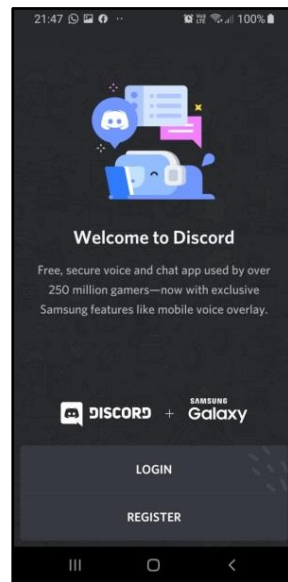 21:47
100%
Welcome to Discord
Free, secure voice and chat app used by over
250 million gamers—now with exclusive
Samsung features like mobile voice overlay.
DISCORD + SAMSUNG Galaxy
LOGIN
REGISTER